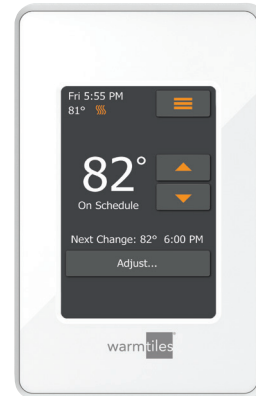 Fri 5:55 PM
81°
82°
On Schedule
Next Change: 82° 6:00 PM
Adjust...
warmtiles